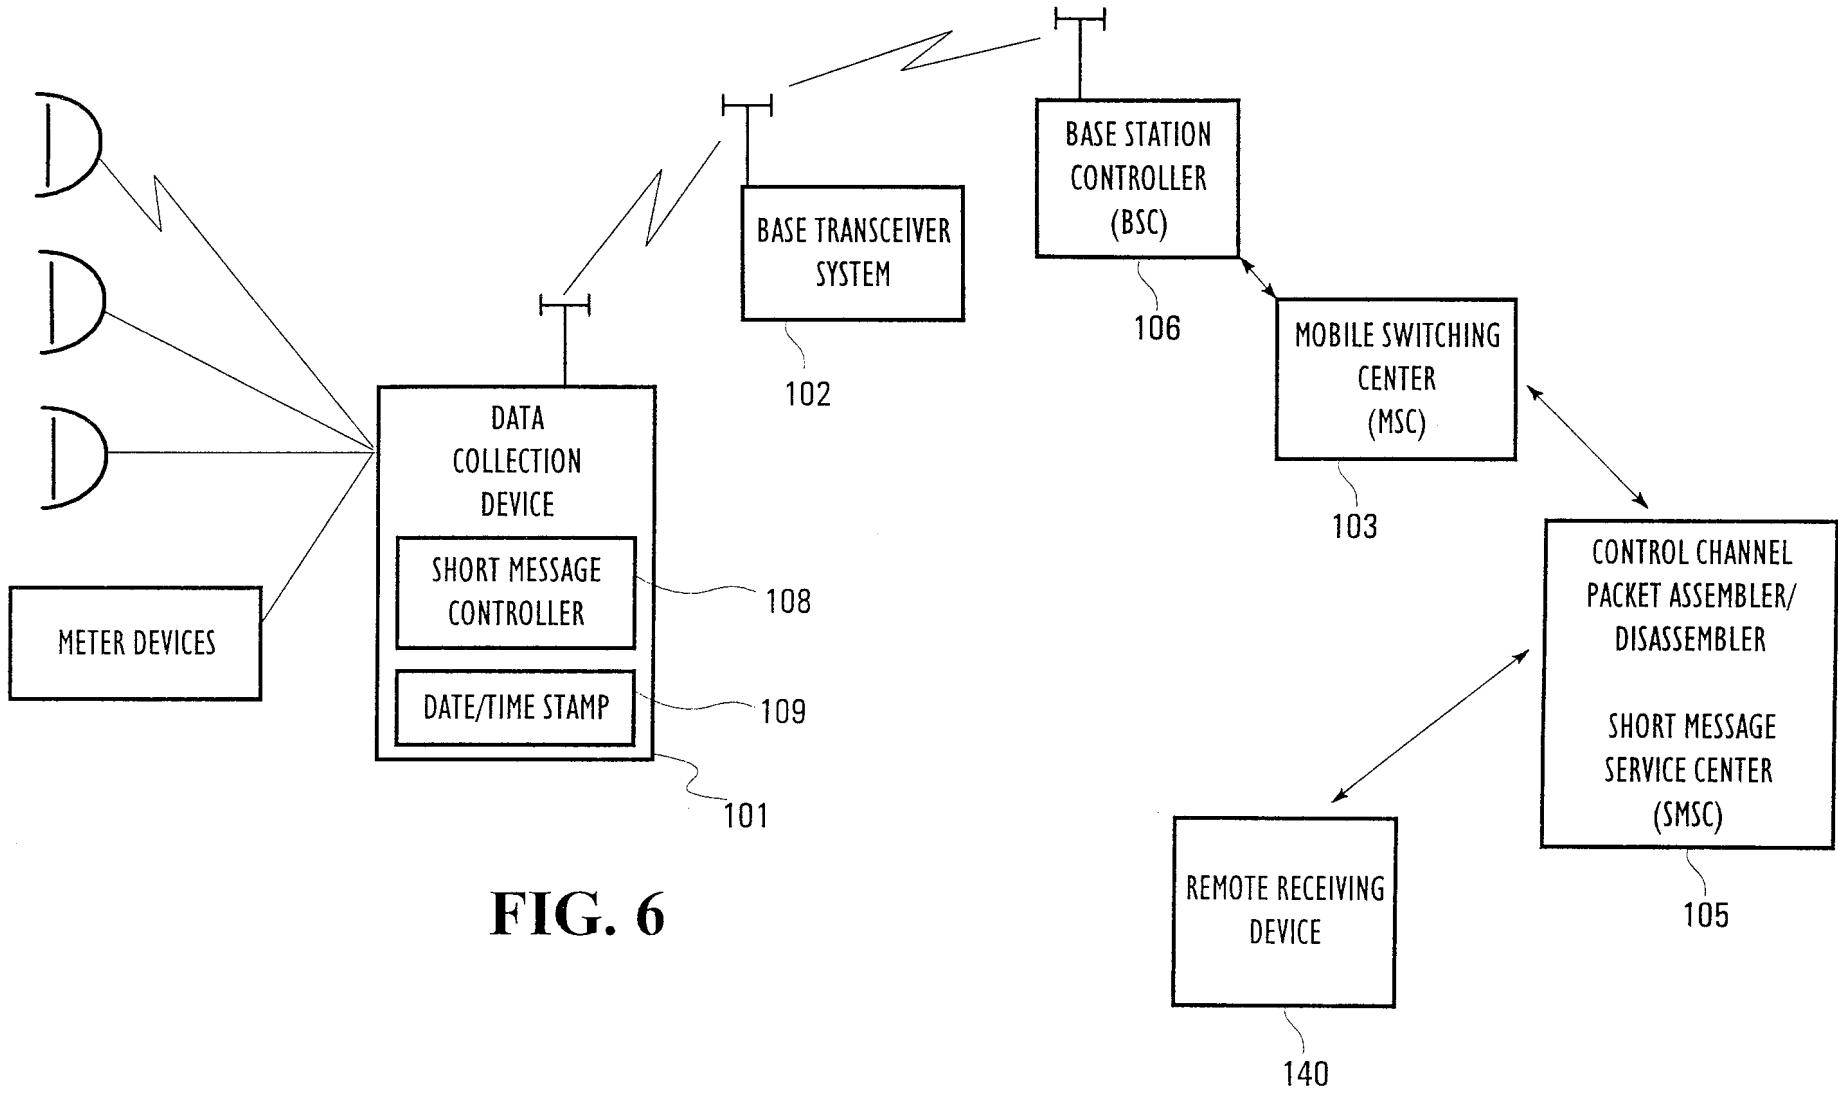 BASE STATION
CONTROLLER
(BSC)
106
BASE TRANSCEIVER
SYSTEM
102
MOBILE SWITCHING
CENTER
(MSC)
103
DATA
COLLECTION
DEVICE
SHORT MESSAGE
CONTROLLER
108
DATE/TIME STAMP
109
101
METER DEVICES
CONTROL CHANNEL
PACKET ASSEMBLER/
DISASSEMBLER
SHORT MESSAGE
SERVICE CENTER
(SMSC)
105
REMOTE RECEIVING
DEVICE
140
FIG. 6